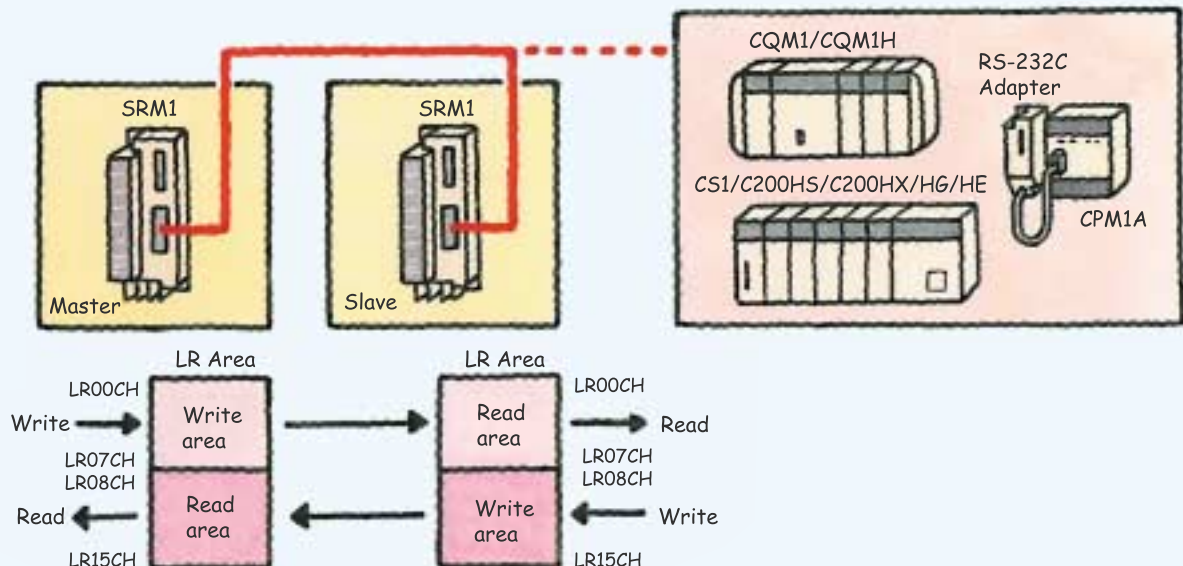 CQM1/CQM1H
RS-232C
Adapter
CS1/C200HS/C200HX/HG/HE
CPM1A
SRM1
Master
SRM1
Slave
LR Area
LR00CH
Write
Write
area
LR07CH
LR08CH
Read
Read
area
LR15CH
LR Area
LR00CH
Read
area
Read
LR07CH
LR08CH
Write
area
Write
LR15CH